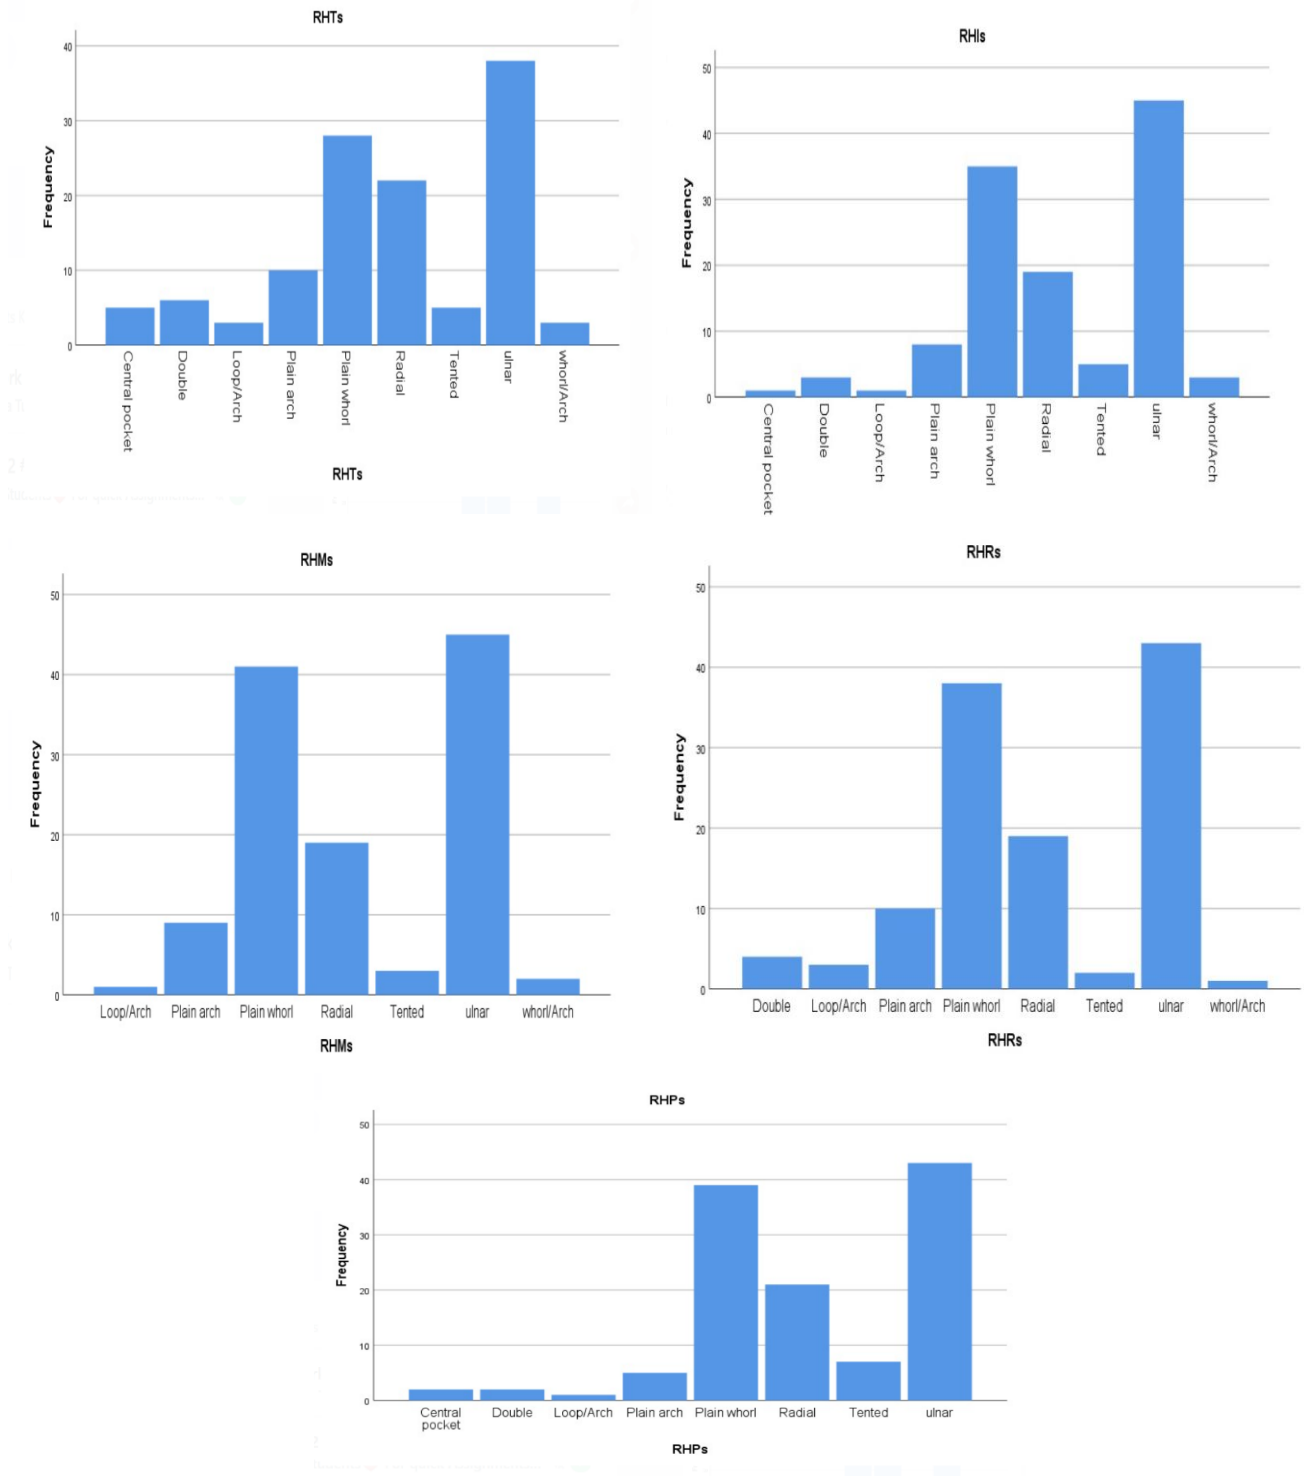 RHTs
Frequency
40
30
20
10
0
Central pocket
Double
Loop/Arch
Plain arch
Plain whorl
Radial
Tented
ulnar
whorl/Arch
RHTs
RHIs
Frequency
50
40
30
20
10
0
Central pocket
Double
Loop/Arch
Plain arch
Plain whorl
Radial
Tented
ulnar
whorl/Arch
RHMs
Frequency
50
40
30
20
10
0
Loop/Arch
Plain arch
Plain whorl
Radial
Tented
ulnar
whorl/Arch
RHMs
RHRs
Frequency
50
40
30
20
10
0
Double
Loop/Arch
Plain arch
Plain whorl
Radial
Tented
ulnar
whorl/Arch
RHRs
RHPs
Frequency
50
40
30
20
10
0
Central
pocket
Double
Loop/Arch
Plain arch
Plain whorl
Radial
Tented
ulnar
RHPs